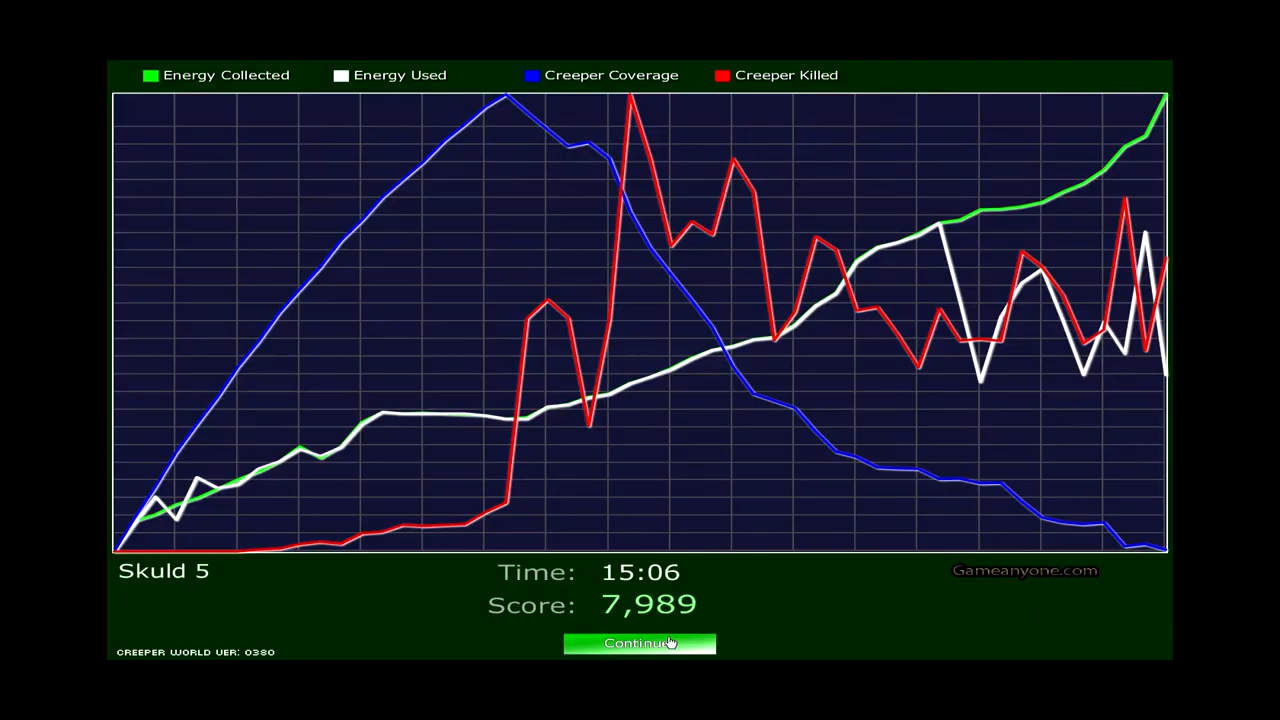 Energy Collected Energy Used Creeper Coverage Creeper Killed
Skuld 5
Time: 15:06
Gameanyone.com
Score: 7,989
Continue
CREEPER WORLD VER: 0380